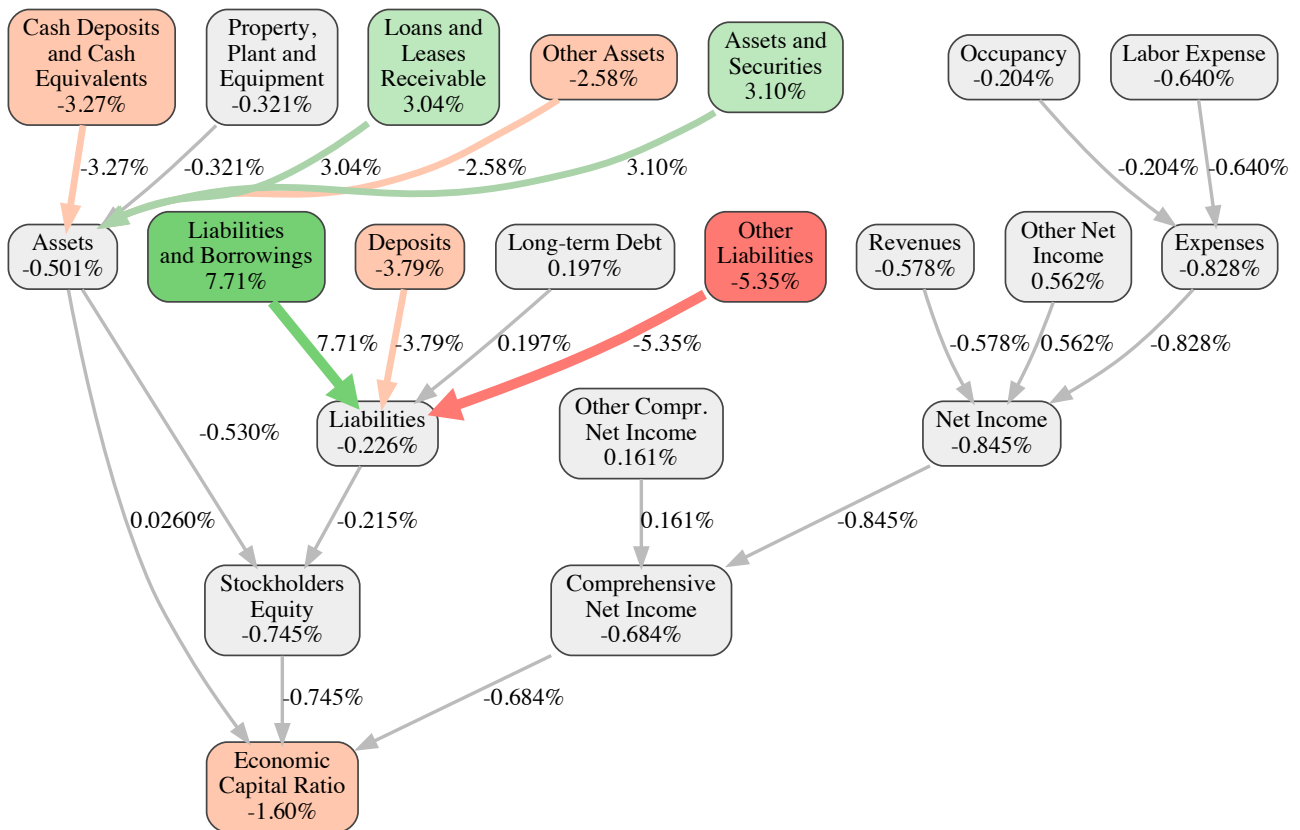 Cash Deposits
and Cash
Equivalents
-3.27%
Property,
Plant and
Equipment
-0.321%
Loans and
Leases
Receivable
3.04%
Other Assets
-2.58%
Assets and
Securities
3.10%
Occupancy
-0.204%
Labor Expense
-0.640%
-3.27%
-0.321%
3.04%
-2.58%
3.10%
-0.204%
-0.640%
Assets
-0.501%
Liabilities
and Borrowings
7.71%
Deposits
-3.79%
Long-term Debt
0.197%
Other
Liabilities
-5.35%
Revenues
-0.578%
Other Net
Income
0.562%
Expenses
-0.828%
7.71%
-3.79%
0.197%
-5.35%
-0.578%
0.562%
-0.828%
-0.530%
Liabilities
-0.226%
Other Compr.
Net Income
0.161%
Net Income
-0.845%
0.0260%
-0.215%
0.161%
-0.845%
Stockholders
Equity
-0.745%
Comprehensive
Net Income
-0.684%
-0.745%
-0.684%
Economic
Capital Ratio
-1.60%